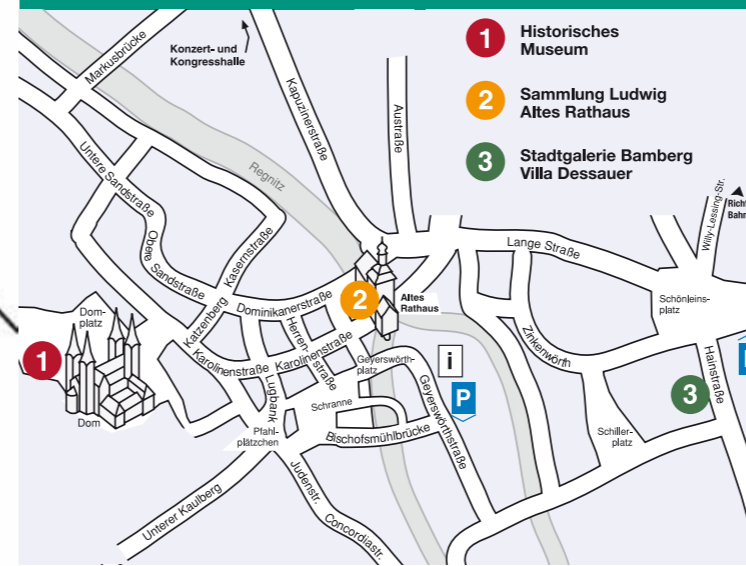 1 Historisches
Museum
2 Sammlung Ludwig
Altes Rathaus
3 Stadtgalerie Bamberg
Villa Dessauer
Konzert- und
Kongresshalle
Markusbrücke
Kapuzinerstraße
Austraße
Regnitz
Willy-Lessing-Str.
Untere Sandstraße
Obere
Sandstraße
Kasernstraße
Lange Straße
Schönleins-
platz
Dominikanerstraße
2
Altes
Rathaus
Katzenberg
Dom-
platz
1
Dom
Karolinenstraße
Karolinenstraße
Herrenstraße
Lugbank
Geyerswörth-
platz
i
P
Geyerswörthstraße
Zinkenwörth
Hainstraße
3
Schranne
Pfahl-
plätzchen
Bischofsmühlbrücke
Schiller-
platz
Unterer Kaulberg
Judenstr.
Concordiastr.